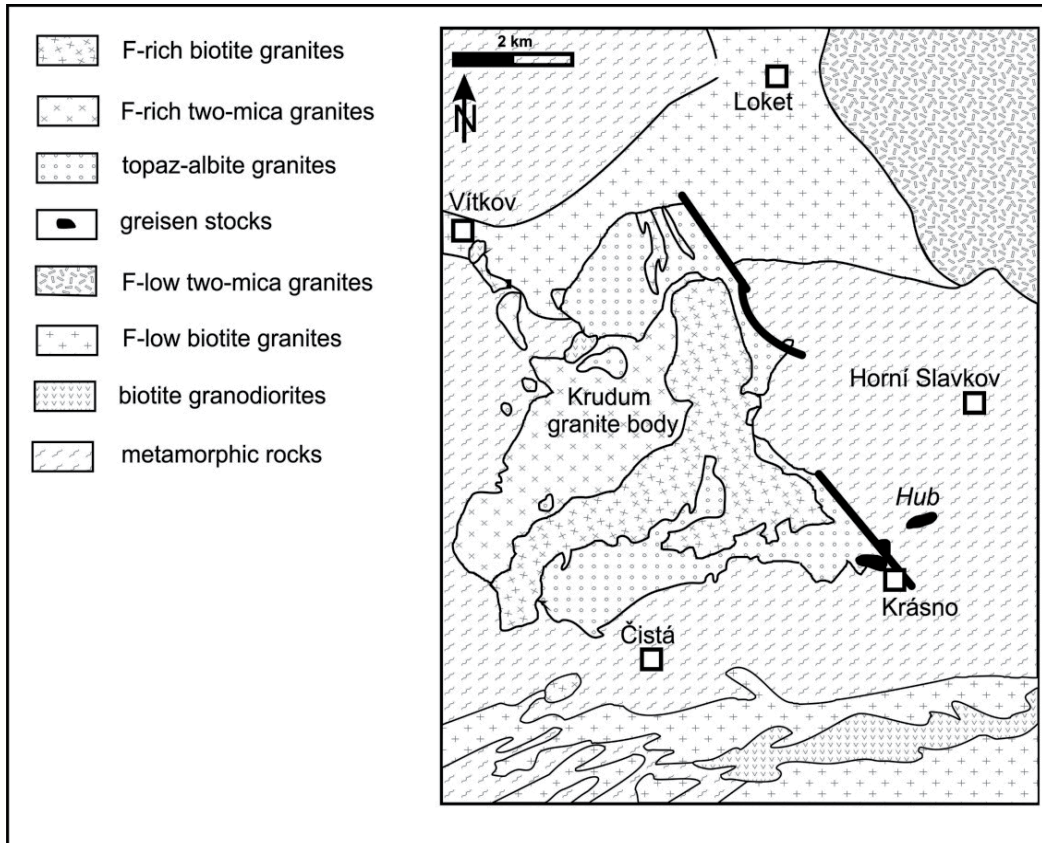 F-rich biotite granites
F-rich two-mica granites
topaz-albite granites
greisen stocks
F-low two-mica granites
F-low biotite granites
biotite granodiorites
metamorphic rocks
2 km
N
Loket
Vítkov
Krudum
granite body
Horní Slavkov
Hub
Krásno
Čistá